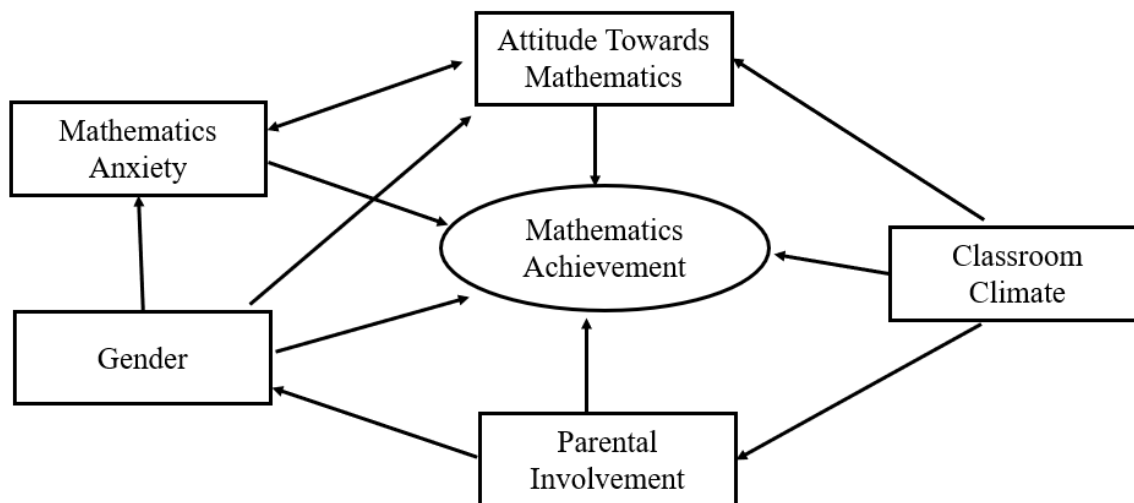 Attitude Towards
Mathematics
Mathematics
Anxiety
Mathematics
Achievement
Classroom
Climate
Gender
Parental
Involvement